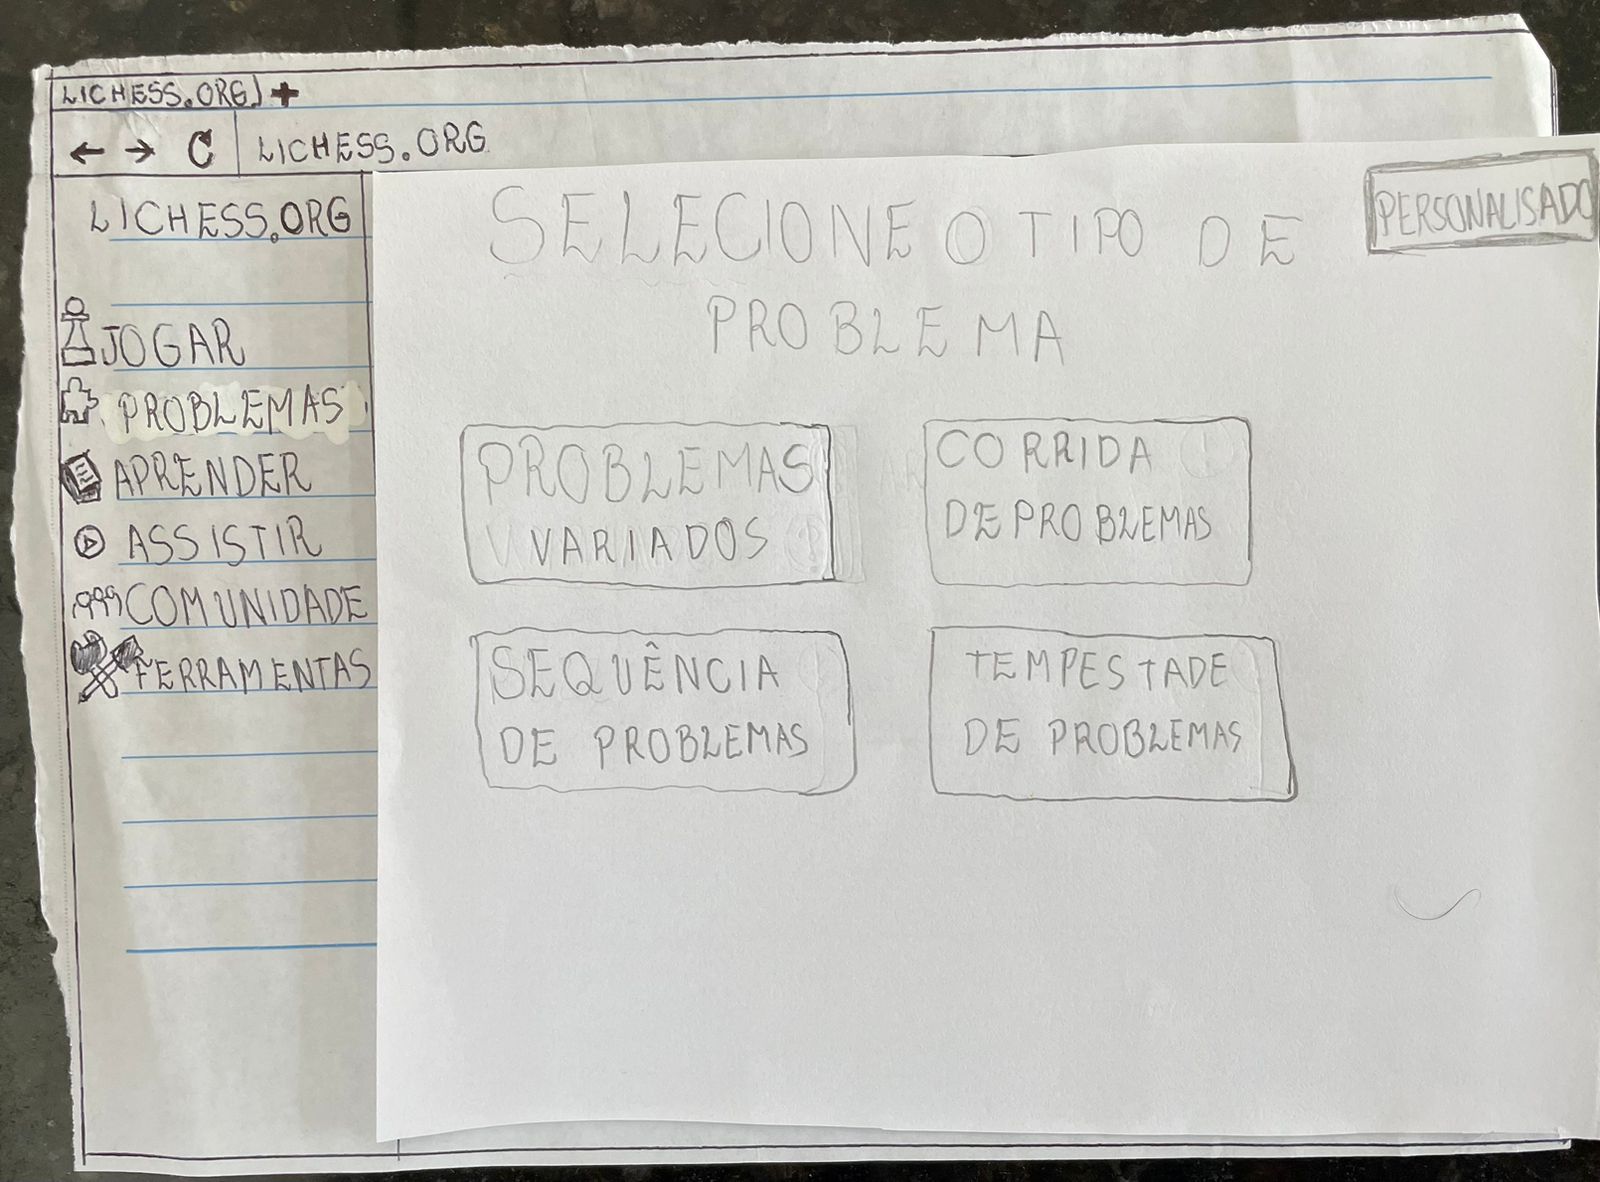 LICHESS.ORG +
← → C LICHESS.ORG
LICHESS.ORG
JOGAR
PROBLEMAS
APRENDER
ASSISTIR
COMUNIDADE
FERRAMENTAS
SELECIONE O TIPO DE
PROBLEMA
PERSONALISADO
PROBLEMAS
VARIADOS
CORRIDA
DE PROBLEMAS
SEQUÊNCIA
DE PROBLEMAS
TEMPESTADE
DE PROBLEMAS